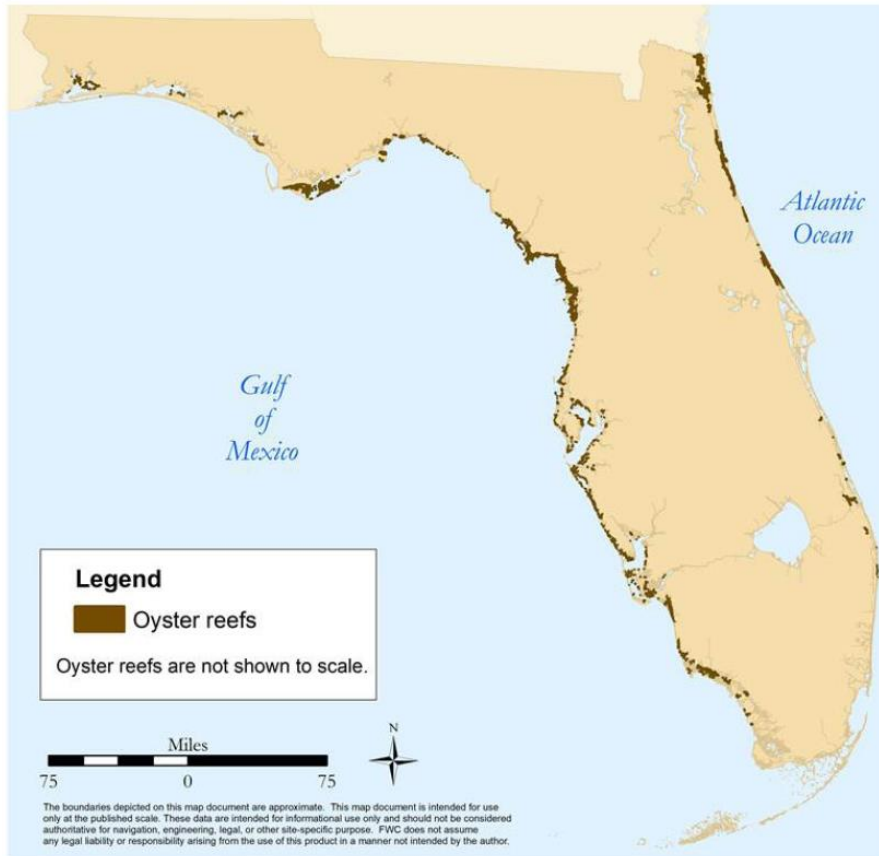 Atlantic
Ocean
Gulf
of
Mexico
Legend
Oyster reefs
Oyster reefs are not shown to scale.
Miles
75 0 75
N
The boundaries depicted on this map document are approximate. This map document is intended for use
only at the published scale. These data are intended for informational use only and should not be considered
authoritative for navigation, engineering, legal, or other site-specific purpose. FWC does not assume
any legal liability or responsibility arising from the use of this product in a manner not intended by the author.